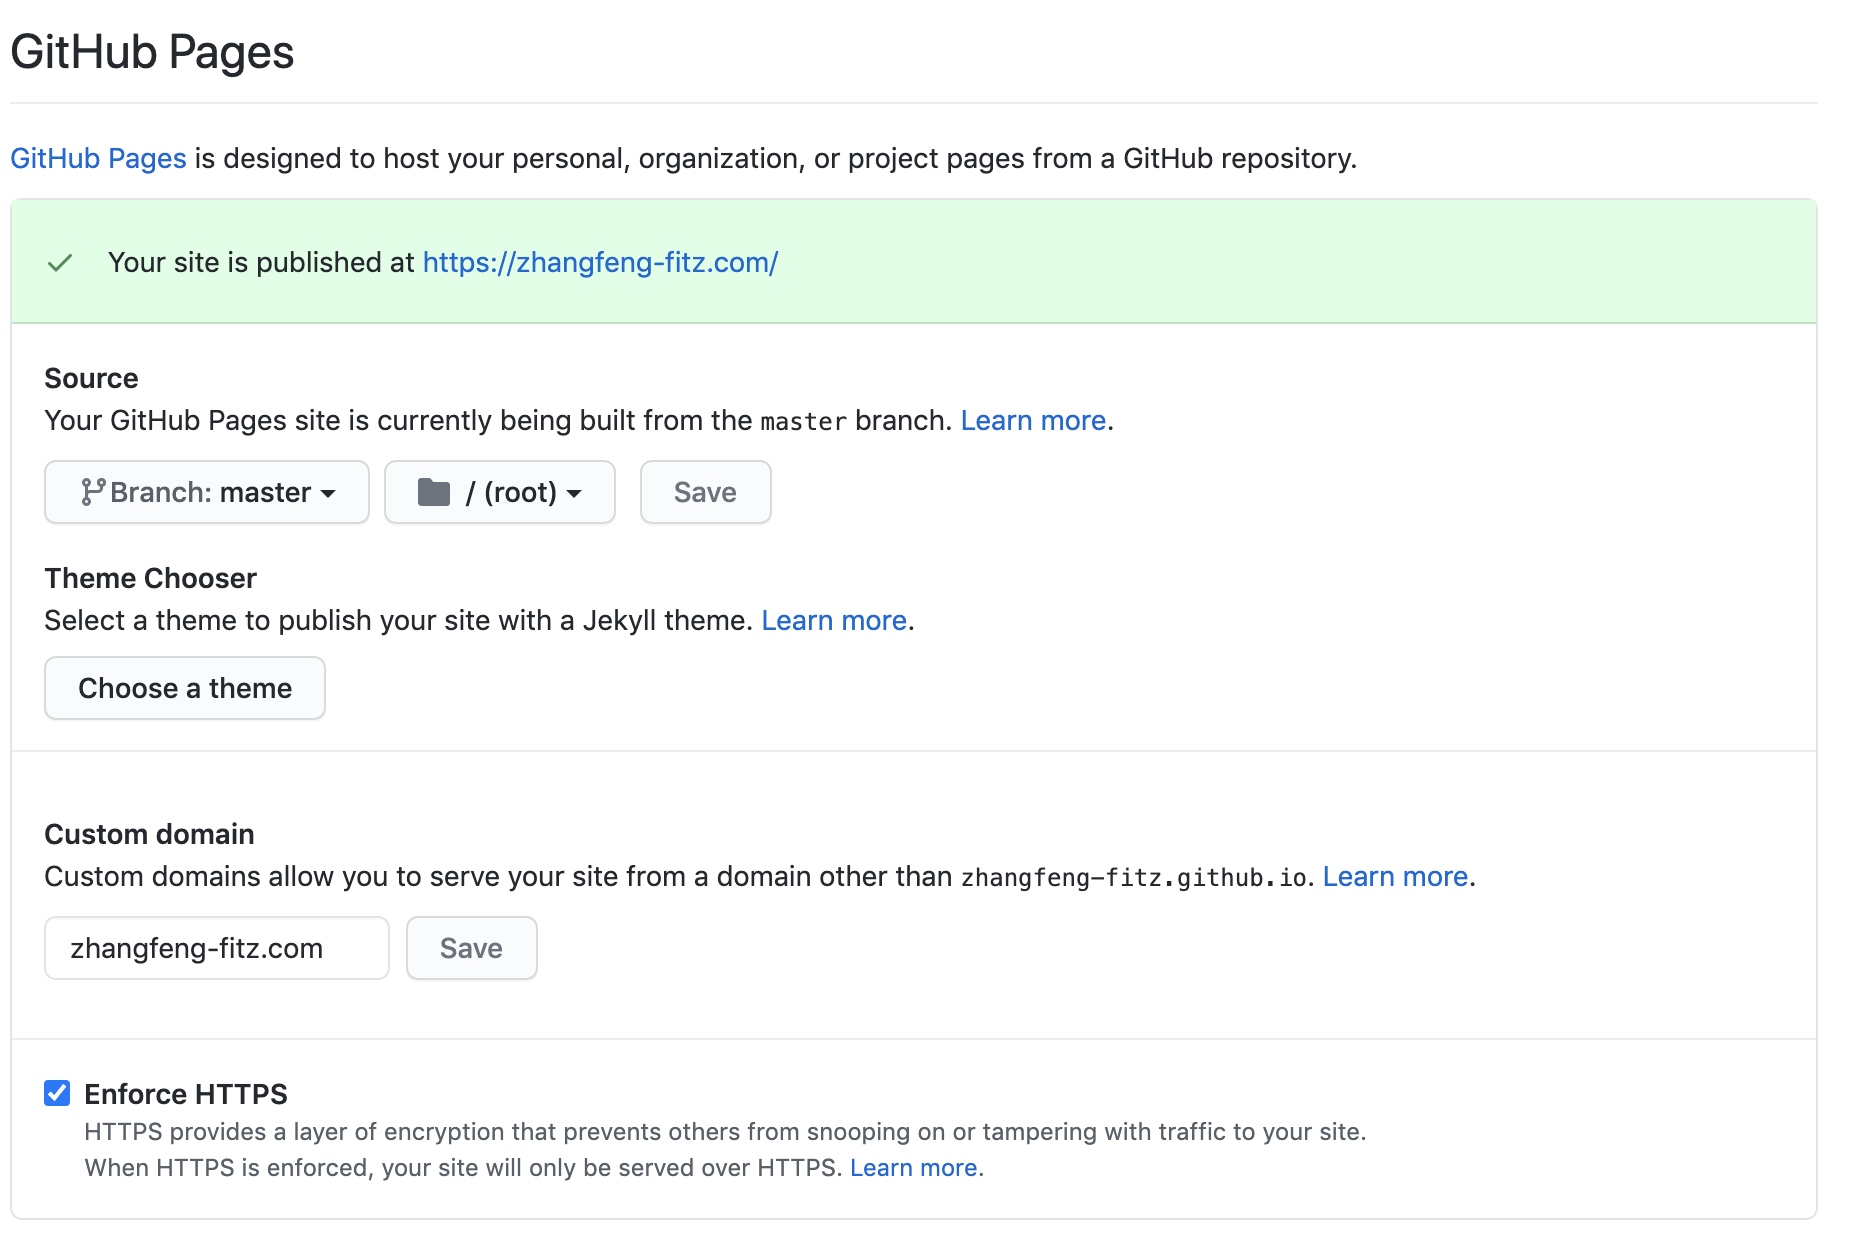 GitHub Pages
GitHub Pages is designed to host your personal, organization, or project pages from a GitHub repository.
Your site is published at https://zhangfeng-fitz.com/
Source
Your GitHub Pages site is currently being built from the master branch. Learn more.
Branch: master / (root) Save
Theme Chooser
Select a theme to publish your site with a Jekyll theme. Learn more.
Choose a theme
Custom domain
Custom domains allow you to serve your site from a domain other than zhangfeng-fitz.github.io. Learn more.
zhangfeng-fitz.com Save
Enforce HTTPS
HTTPS provides a layer of encryption that prevents others from snooping on or tampering with traffic to your site.
When HTTPS is enforced, your site will only be served over HTTPS. Learn more.